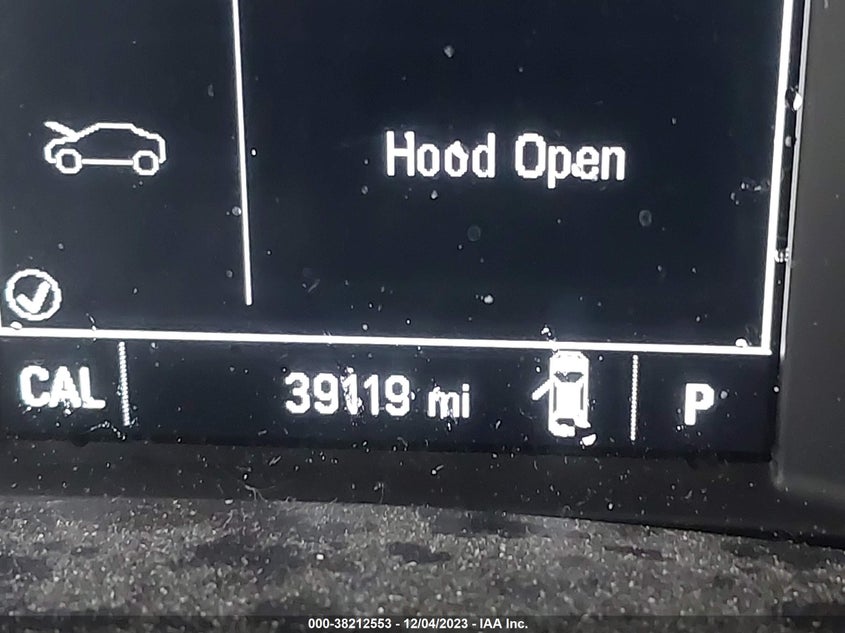 Hood Open
CAL 39119 mi P
000-38212553 - 12/04/2023 - IAA Inc.